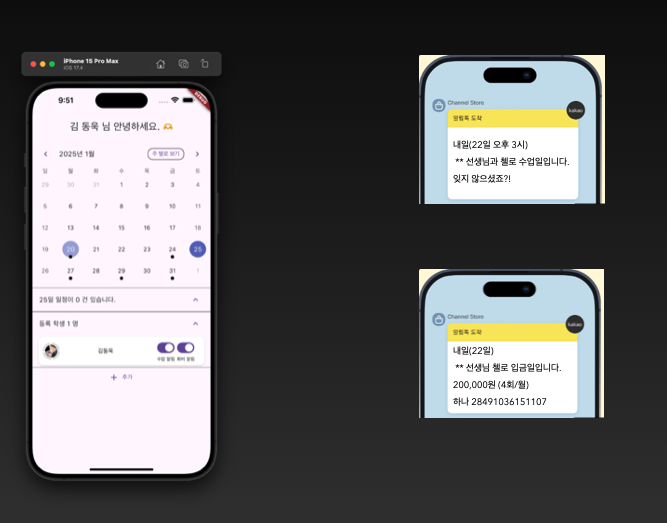 iPhone 15 Pro Max
iOS 17.4
9:51
김 동욱 님 안녕하세요. 🫶
2025년 1월
주 별로 보기
일 월 화 수 목 금 토
29 30 31 1 2 3 4
5 6 7 8 9 10 11
12 13 14 15 16 17 18
19 20 21 22 23 24 25
26 27 28 29 30 31 1
25일 일정이 0 건 있습니다.
등록 학생 1 명
김동욱
수업 알림 회비 알림
+ 추가
Channel Store
kakao
알림톡 도착
내일(22일 오후 3시)
** 선생님과 첼로 수업일입니다.
잊지 않으셨죠?!
Channel Store
kakao
알림톡 도착
내일(22일)
** 선생님 첼로 입금일입니다.
200,000원 (4회/월)
하나 28491036151107